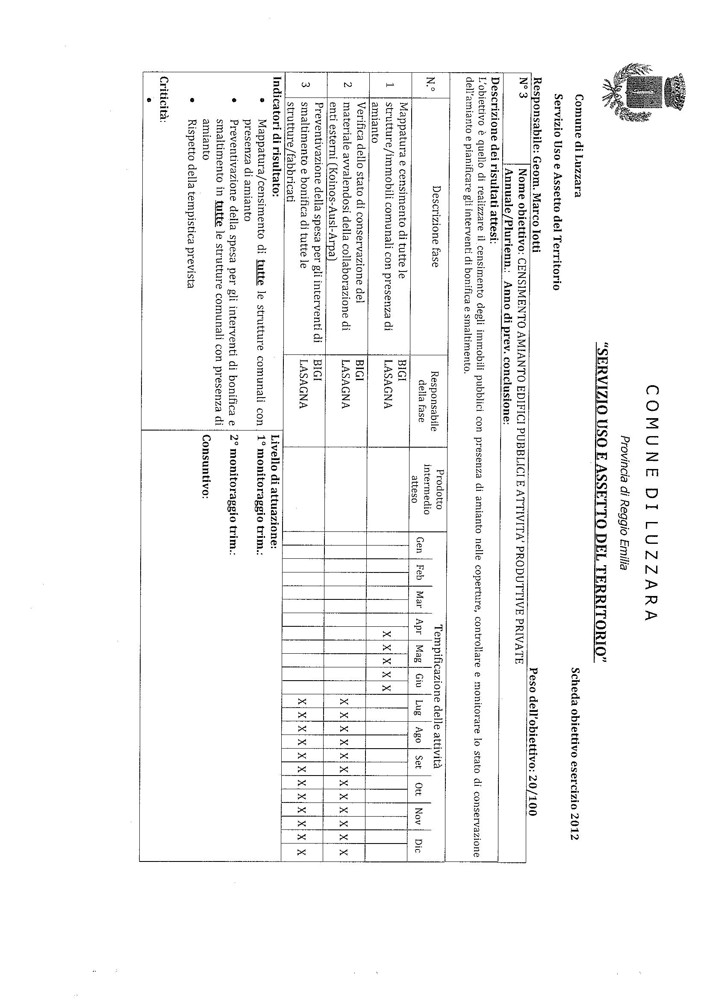 COMUNE DI LUZZARA
Provincia di Reggio Emilia
"SERVIZIO USO E ASSETTO DEL TERRITORIO"
Comune di Luzzara
Scheda obiettivo esercizio 2012
Servizio Uso e Assetto del Territorio
Responsabile: Geom. Marco Iotti
Peso dell'obiettivo: 20/100
N° 3
Nome obiettivo: CENSIMENTO AMIANTO EDIFICI PUBBLICI E ATTIVITA' PRODUTTIVE PRIVATE
Annuale/Plurienn.: Anno di prev. conclusione:
Descrizione dei risultati attesi:
L'obiettivo è quello di realizzare il censimento degli immobili pubblici con presenza di amianto nelle coperture, controllare e monitorare lo stato di conservazione
dell'amianto e pianificare gli interventi di bonifica e smaltimento.
N.° Descrizione fase
Responsabile
della fase
Prodotto
intermedio
atteso
Tempificazione delle attività
Gen Feb Mar Apr Mag Giu Lug Ago Set Ott Nov Dic
1
Mappatura e censimento di tutte le
strutture/immobili comunali con presenza di
amianto
BIGI
LASAGNA
X X X X X
2
Verifica dello stato di conservazione del
materiale avvalendosi della collaborazione di
enti esterni (Koinos-Ausl-Arpa)
BIGI
LASAGNA
X X X X X X X X X X X X
3
Preventivazione della spesa per gli interventi di
smaltimento e bonifica di tutte le
strutture/fabbricati
BIGI
LASAGNA
X X X X X X X X X X X X
Indicatori di risultato:
• Mappatura/censimento di tutte le strutture comunali con
presenza di amianto
• Preventivazione della spesa per gli interventi di bonifica e
smaltimento in tutte le strutture comunali con presenza di
amianto
• Rispetto della tempistica prevista
Criticità:
•
Livello di attuazione:
1° monitoraggio trim.:
2° monitoraggio trim.:
Consuntivo: